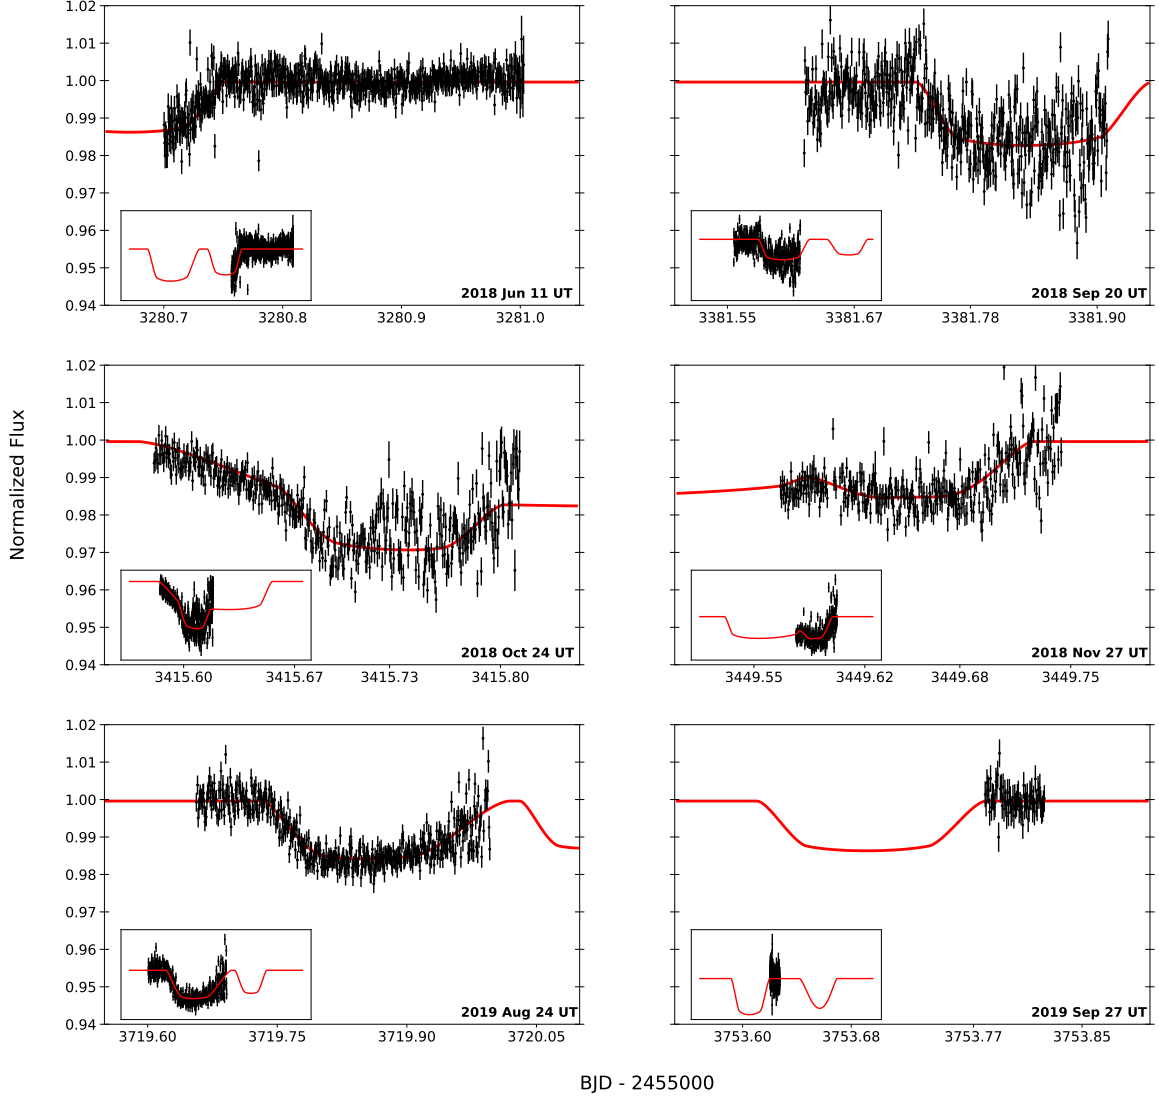 1.02
1.01
1.00
0.99
0.98
0.97
0.96
0.95
0.94
2018 Jun 11 UT
3280.7 3280.8 3280.9 3281.0
2018 Sep 20 UT
3381.55 3381.67 3381.78 3381.90
Normalized Flux
1.02
1.01
1.00
0.99
0.98
0.97
0.96
0.95
0.94
2018 Oct 24 UT
3415.60 3415.67 3415.73 3415.80
2018 Nov 27 UT
3449.55 3449.62 3449.68 3449.75
1.02
1.01
1.00
0.99
0.98
0.97
0.96
0.95
0.94
2019 Aug 24 UT
3719.60 3719.75 3719.90 3720.05
2019 Sep 27 UT
3753.60 3753.68 3753.77 3753.85
BJD - 2455000